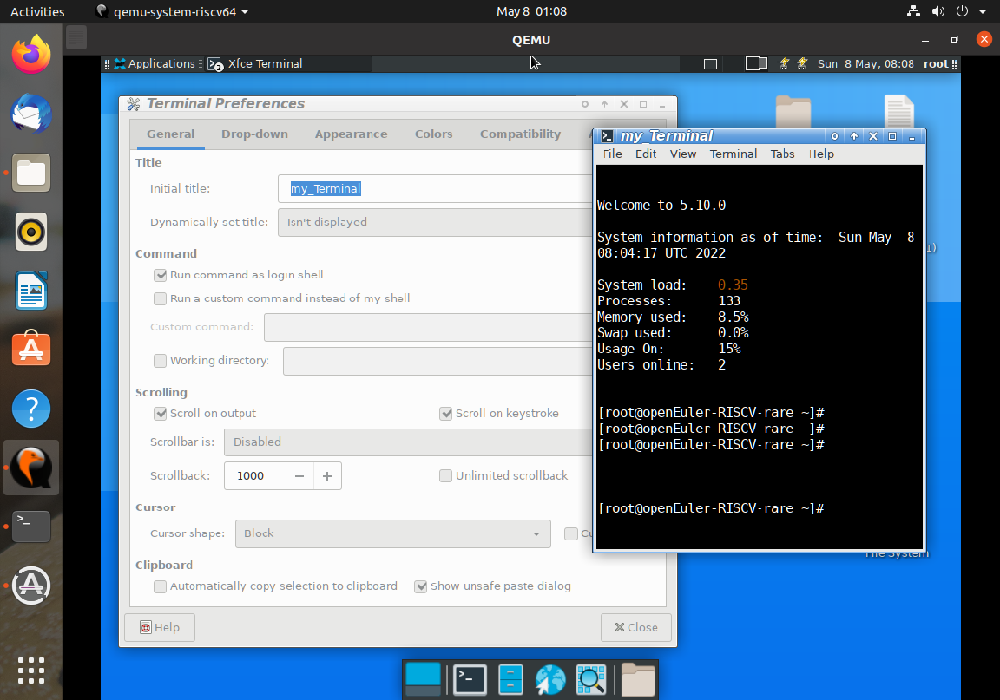 Activities
qemu-system-riscv64
May 8 01:08
QEMU
Applications
Xfce Terminal
Sun 8 May, 08:08
root
Terminal Preferences
General
Drop-down
Appearance
Colors
Compatibility
Title
Initial title:
my_Terminal
Dynamically set title:
Isn't displayed
Command
Run command as login shell
Run a custom command instead of my shell
Custom command:
Working directory:
Scrolling
Scroll on output
Scroll on keystroke
Scrollbar is:
Disabled
Scrollback:
1000
Unlimited scrollback
Cursor
Cursor shape:
Block
Clipboard
Automatically copy selection to clipboard
Show unsafe paste dialog
Help
Close
my_Terminal
File Edit View Terminal Tabs Help
Welcome to 5.10.0
System information as of time:  Sun May  8
08:04:17 UTC 2022
System load:    0.35
Processes:      133
Memory used:    8.5%
Swap used:      0.0%
Usage On:       15%
Users online:   2
[root@openEuler-RISCV-rare ~]#
[root@openEuler-RISCV-rare ~]#
[root@openEuler-RISCV-rare ~]#
[root@openEuler-RISCV-rare ~]#
1)
File System